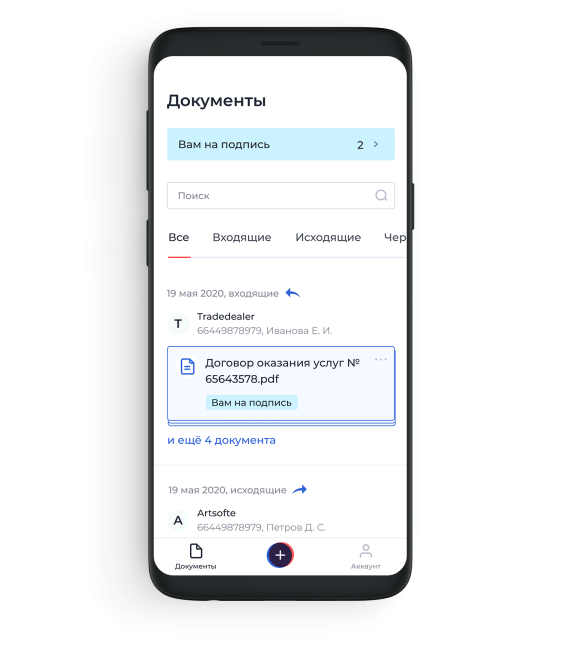 Документы
Вам на подпись 2
Поиск
Все Входящие Исходящие Чер
19 мая 2020, входящие
T Tradedealer
66449878979, Иванова Е. И.
Договор оказания услуг №
65643578.pdf
Вам на подпись
и ещё 4 документа
19 мая 2020, исходящие
A Artsofte
66449878979, Петров Д. С.
Документы Аккаунт